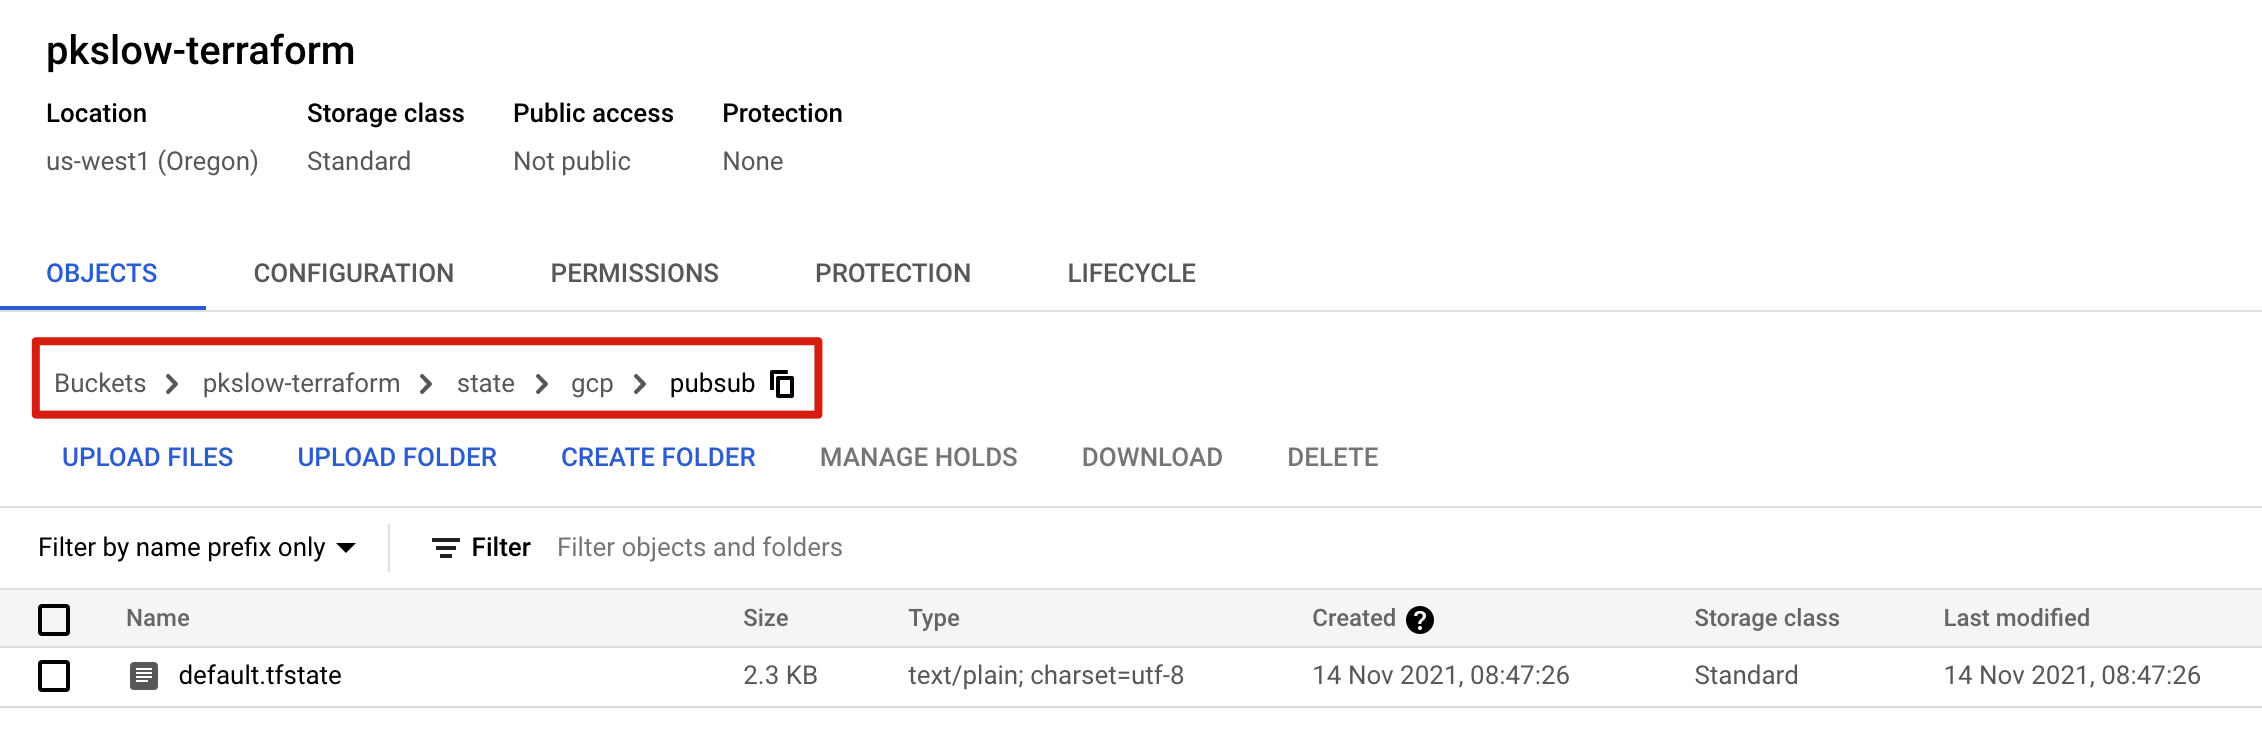 pkslow-terraform
Location Storage class Public access Protection
us-west1 (Oregon) Standard Not public None
OBJECTS CONFIGURATION PERMISSIONS PROTECTION LIFECYCLE
Buckets > pkslow-terraform > state > gcp > pubsub
UPLOAD FILES UPLOAD FOLDER CREATE FOLDER MANAGE HOLDS DOWNLOAD DELETE
Filter by name prefix only Filter Filter objects and folders
Name Size Type Created ? Storage class Last modified
default.tfstate 2.3 KB text/plain; charset=utf-8 14 Nov 2021, 08:47:26 Standard 14 Nov 2021, 08:47:26